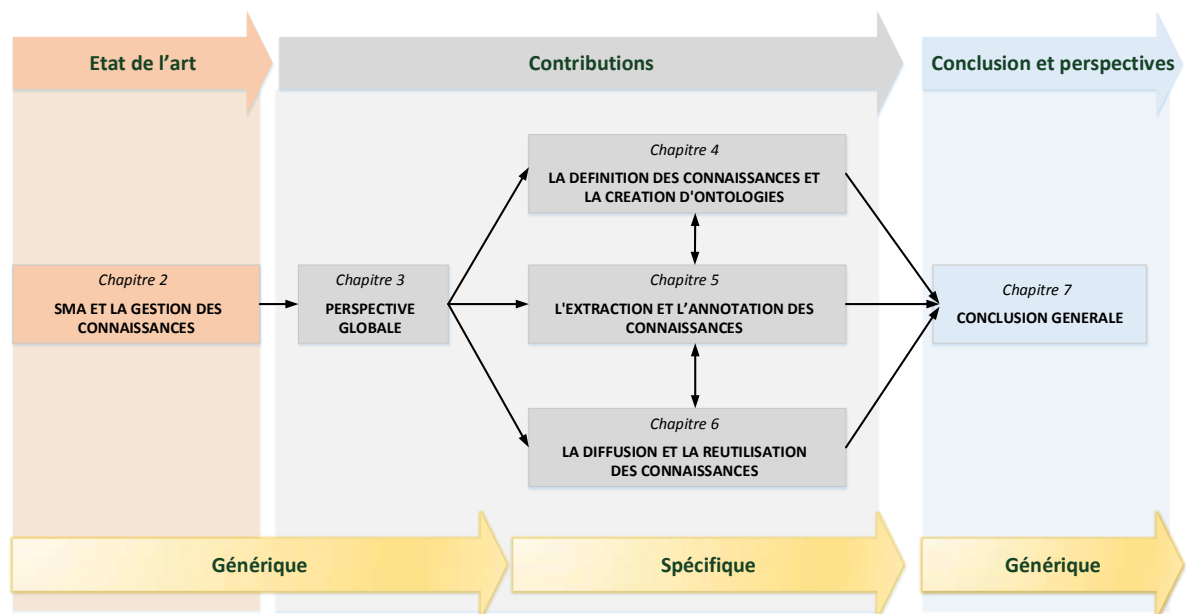 Etat de l'art
Contributions
Conclusion et perspectives
Chapitre 4
LA DEFINITION DES CONNAISSANCES ET
LA CREATION D'ONTOLOGIES
Chapitre 2
SMA ET LA GESTION DES
CONNAISSANCES
Chapitre 3
PERSPECTIVE
GLOBALE
Chapitre 5
L'EXTRACTION ET L’ANNOTATION DES
CONNAISSANCES
Chapitre 7
CONCLUSION GENERALE
Chapitre 6
LA DIFFUSION ET LA REUTILISATION
DES CONNAISSANCES
Générique
Spécifique
Générique